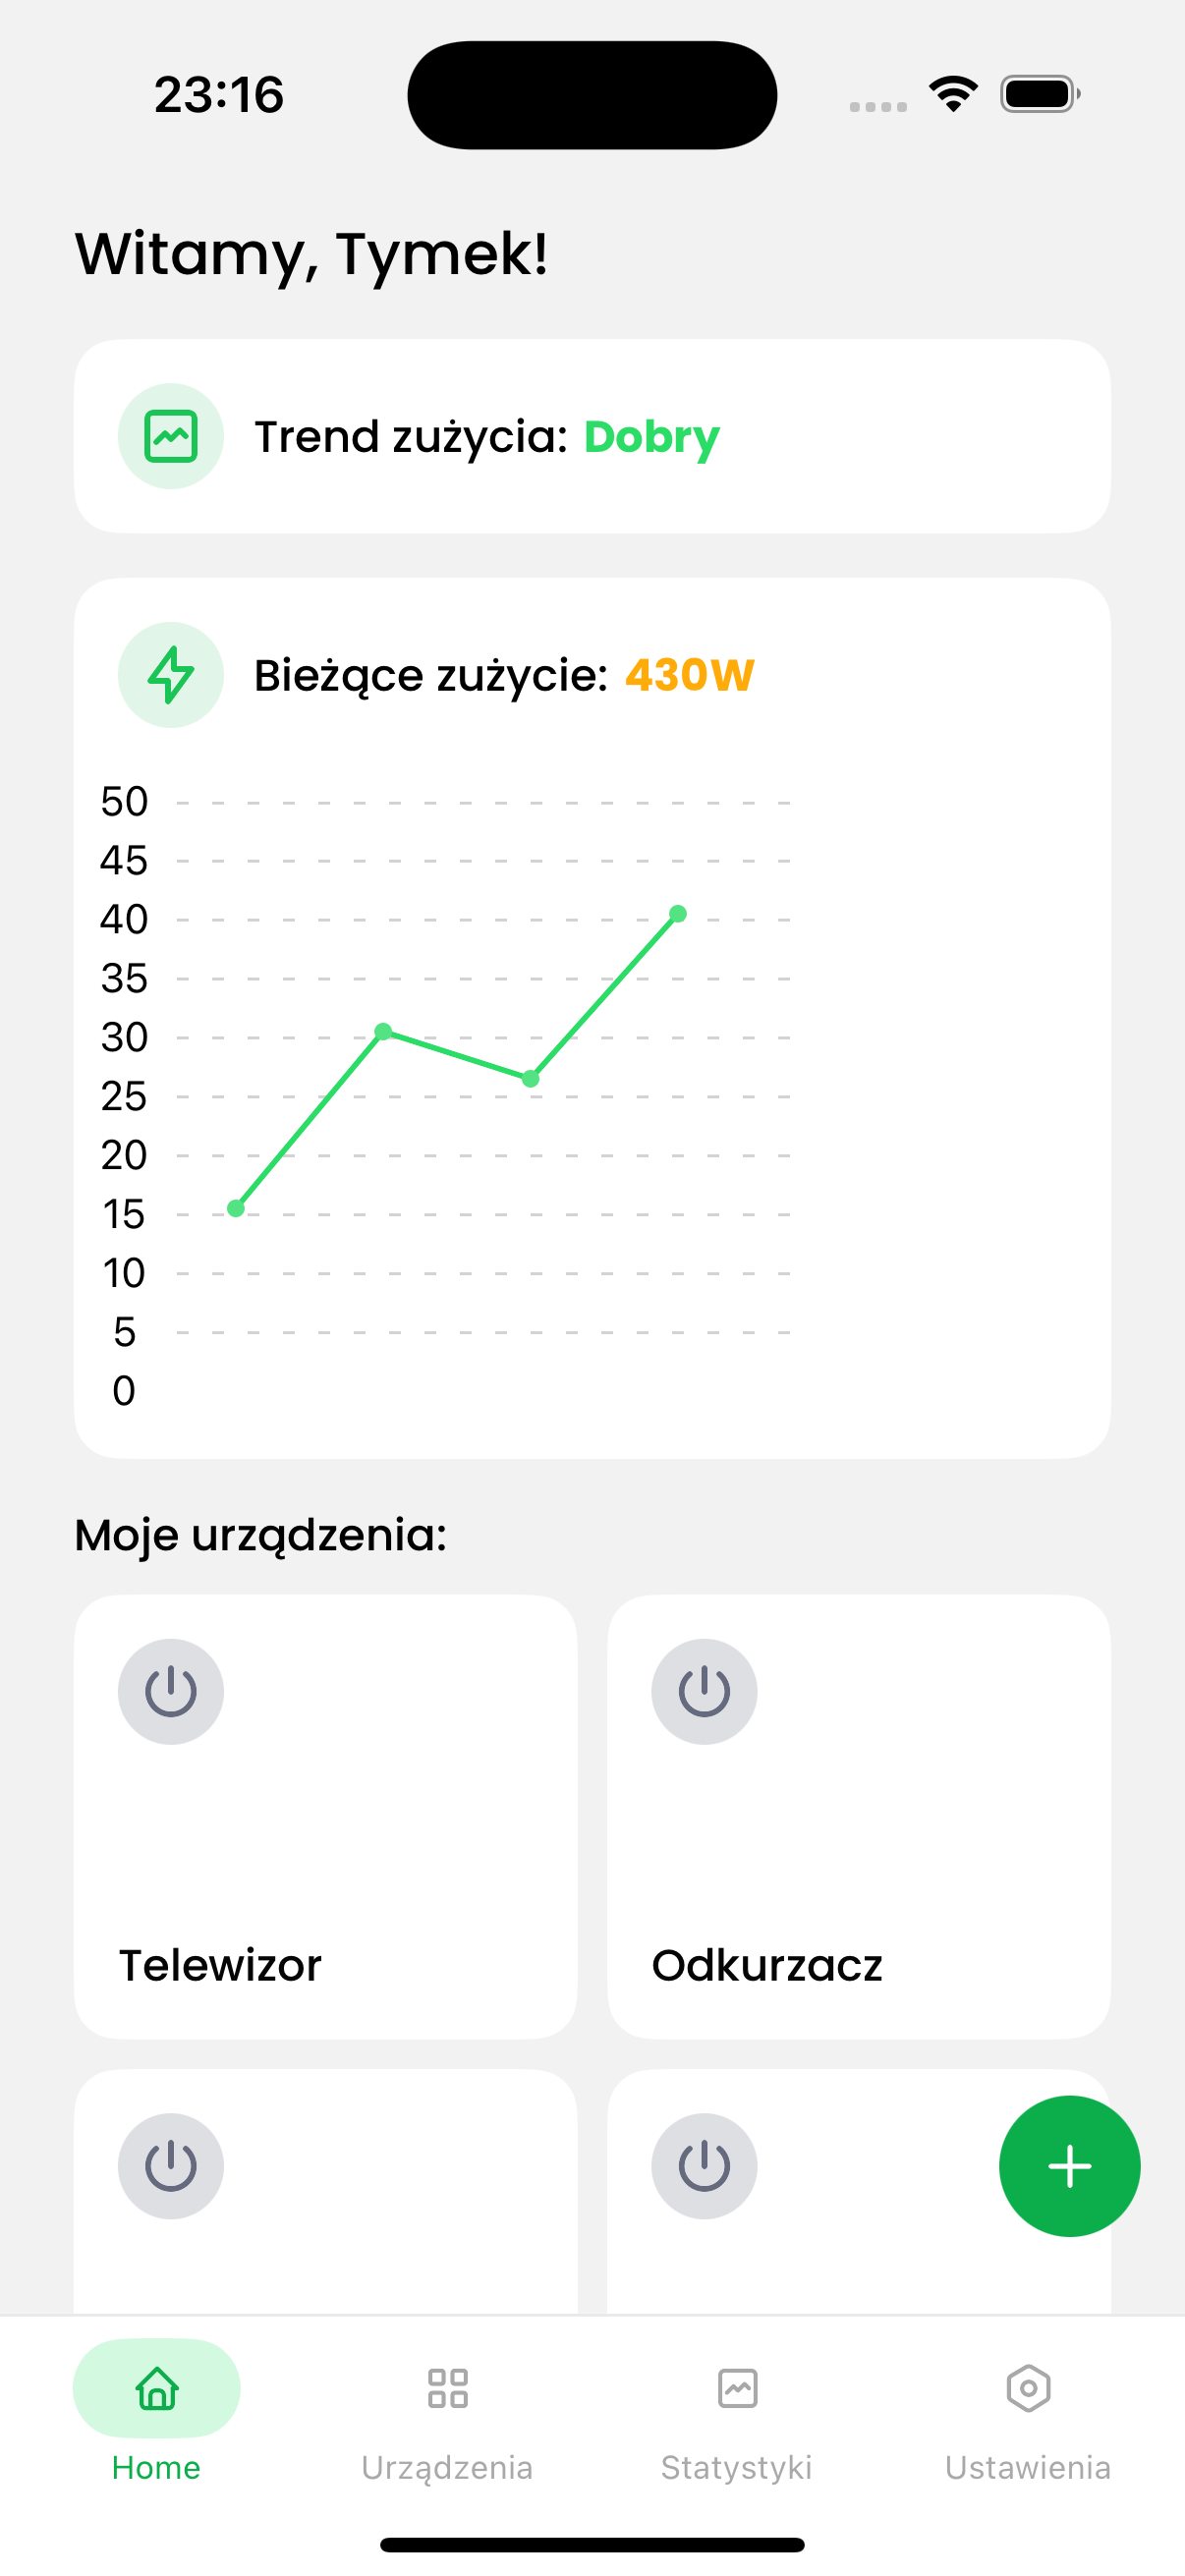 23:16
Witamy, Tymek!
Trend zużycia: Dobry
Bieżące zużycie: 430W
50
45
40
35
30
25
20
15
10
5
0
Moje urządzenia:
Telewizor
Odkurzacz
Home
Urządzenia
Statystyki
Ustawienia